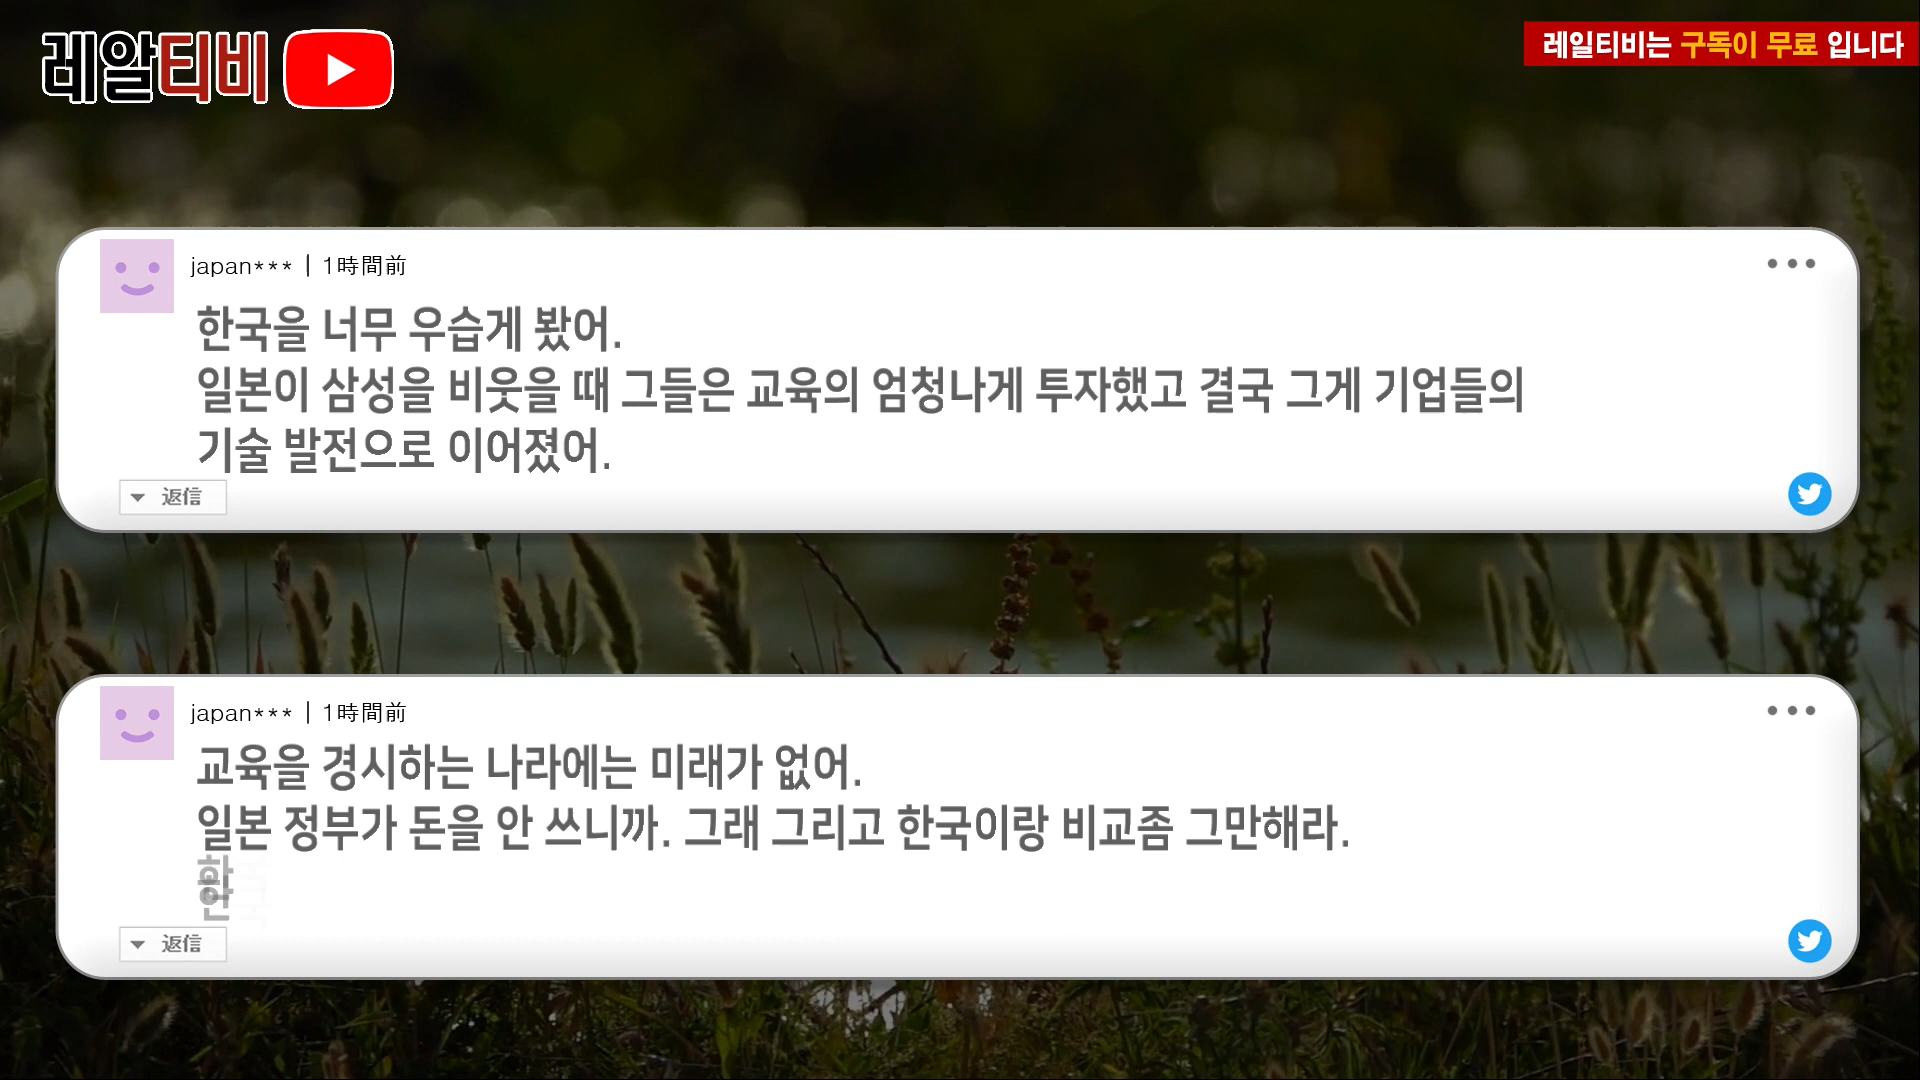 레알티비
레일티비는 구독이 무료 입니다
japan*** | 1時間前
한국을 너무 우습게 봤어.
일본이 삼성을 비웃을 때 그들은 교육의 엄청나게 투자했고 결국 그게 기업들의
기술 발전으로 이어졌어.
返信
japan*** | 1時間前
교육을 경시하는 나라에는 미래가 없어.
일본 정부가 돈을 안 쓰니까. 그래 그리고 한국이랑 비교좀 그만해라.
返信